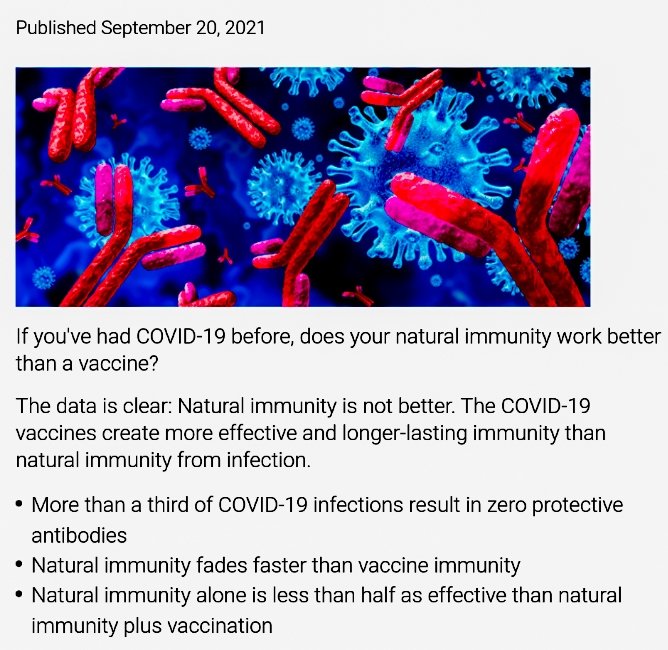 Published September 20, 2021
If you've had COVID-19 before, does your natural immunity work better
than a vaccine?
The data is clear: Natural immunity is not better. The COVID-19
vaccines create more effective and longer-lasting immunity than
natural immunity from infection.
• More than a third of COVID-19 infections result in zero protective
antibodies
• Natural immunity fades faster than vaccine immunity
• Natural immunity alone is less than half as effective than natural
immunity plus vaccination